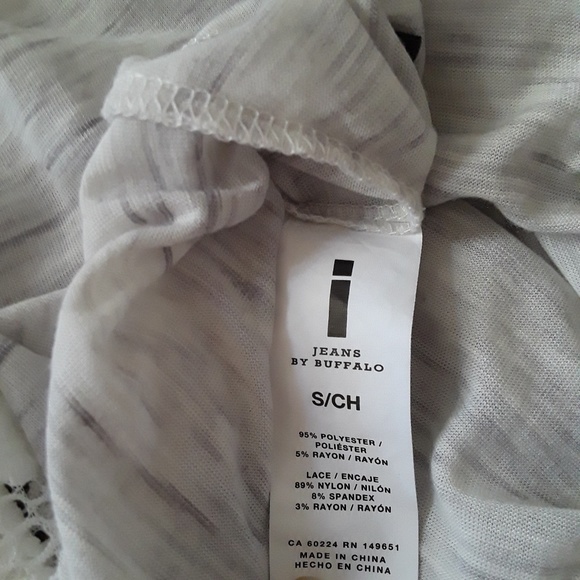 i
JEANS
BY BUFFALO
S/CH
95% POLYESTER /
POLIÉSTER
5% RAYON / RAYÓN
LACE / ENCAJE
89% NYLON / NILÓN
8% SPANDEX
3% RAYON / RAYÓN
CA 60224 RN 149651
MADE IN CHINA
HECHO EN CHINA